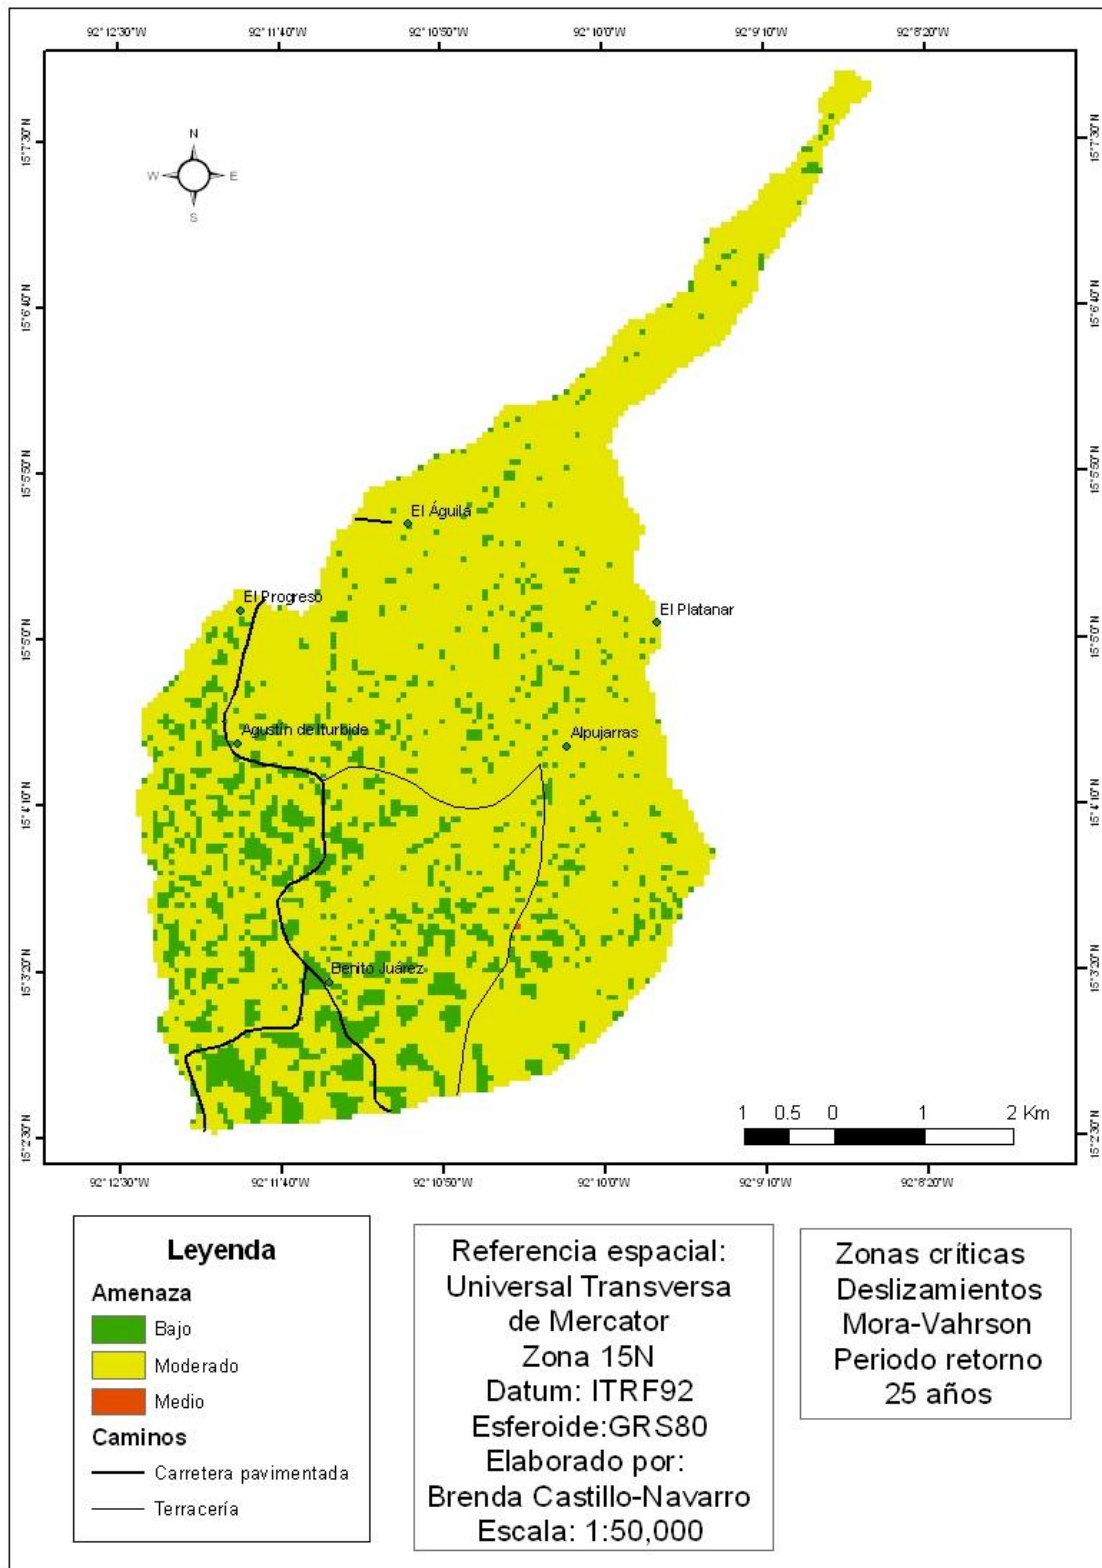 92°12'30"W 92°11'40"W 92°10'50"W 92°10'0"W 92°9'10"W 92°8'20"W
N
W E
S
15°7'30"N 15°7'30"N
15°6'40"N 15°6'40"N
15°5'50"N 15°5'50"N
El Águila
El Progreso
El Platanar
15°5'0"N 15°5'0"N
Agustín de Iturbide
Alpujarras
15°4'10"N 15°4'10"N
Benito Juárez
15°3'20"N 15°3'20"N
1 0.5 0 1 2 Km
15°2'30"N 15°2'30"N
92°12'30"W 92°11'40"W 92°10'50"W 92°10'0"W 92°9'10"W 92°8'20"W
Leyenda
Amenaza
Bajo
Moderado
Medio
Caminos
Carretera pavimentada
Terracería
Referencia espacial:
Universal Transversa
de Mercator
Zona 15N
Datum: ITRF92
Esferoide:GRS80
Elaborado por:
Brenda Castillo-Navarro
Escala: 1:50,000
Zonas críticas
Deslizamientos
Mora-Vahrson
Periodo retorno
25 años